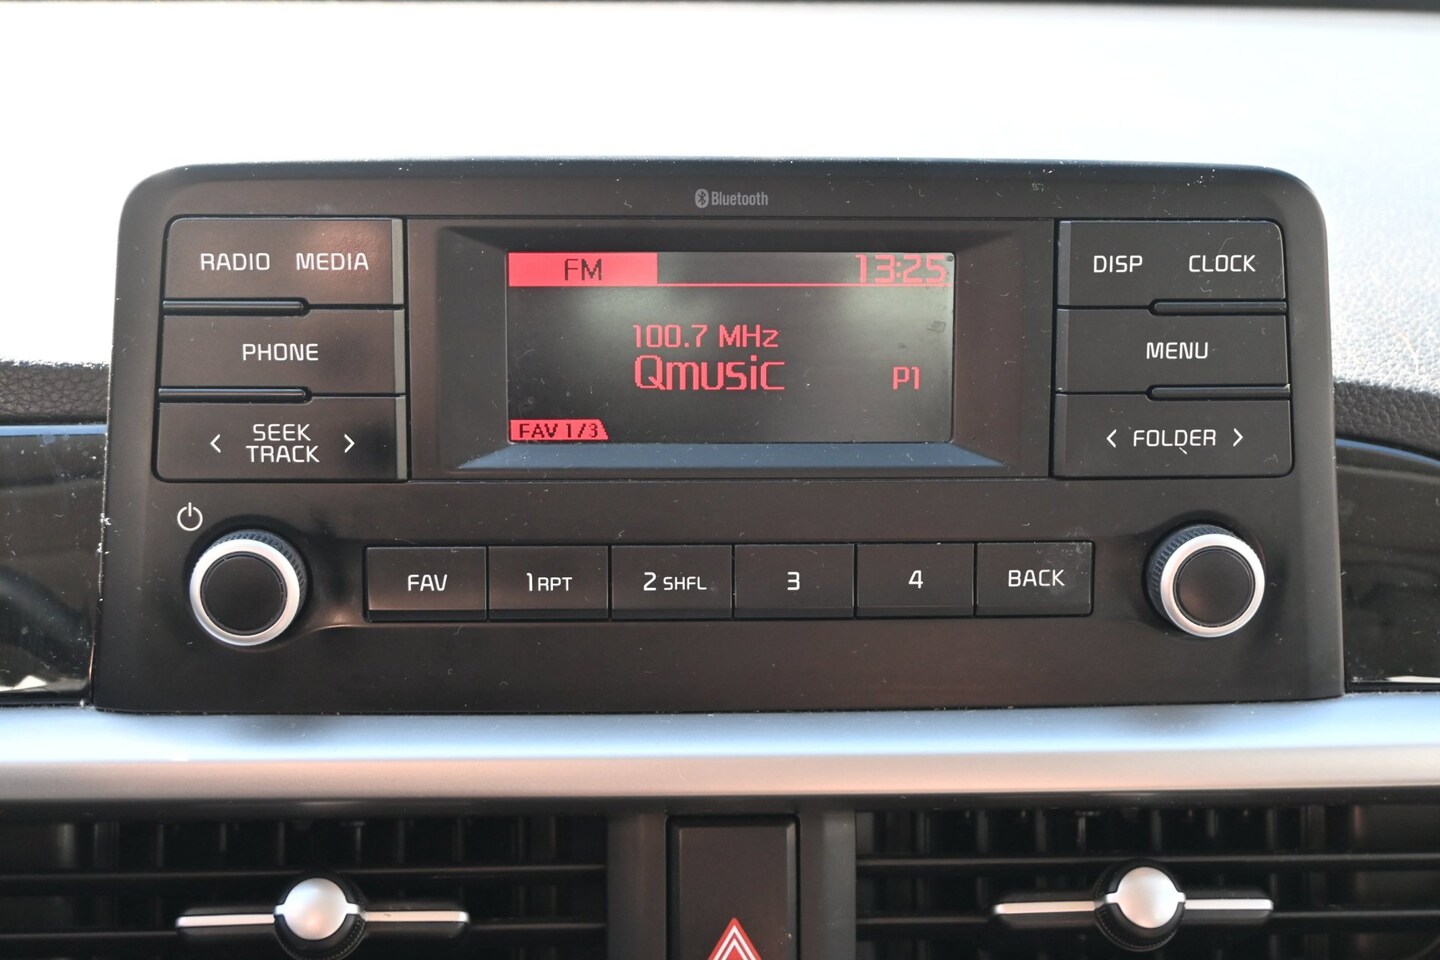 Bluetooth
RADIO MEDIA
PHONE
< SEEK TRACK >
FM 13:25
100.7 MHz
Qmusic P1
FAV 1/3
DISP CLOCK
MENU
< FOLDER >
FAV 1 RPT 2 SHFL 3 4 BACK